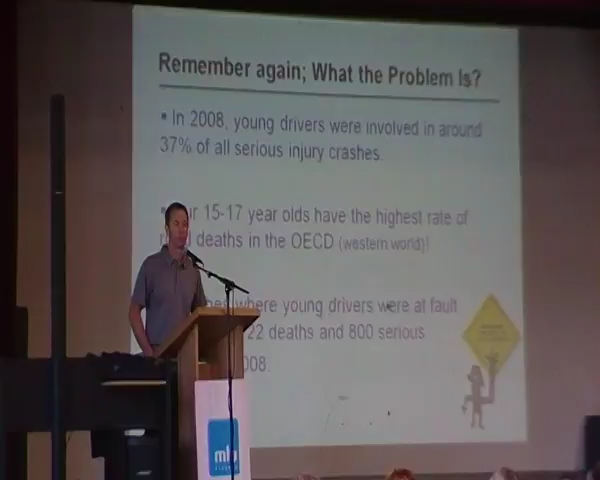 Remember again; What the Problem Is?
• In 2008, young drivers were involved in around
37% of all serious injury crashes.
15-17 year olds have the highest rate of
deaths in the OECD (western world)!
where young drivers were at fault
22 deaths and 800 serious